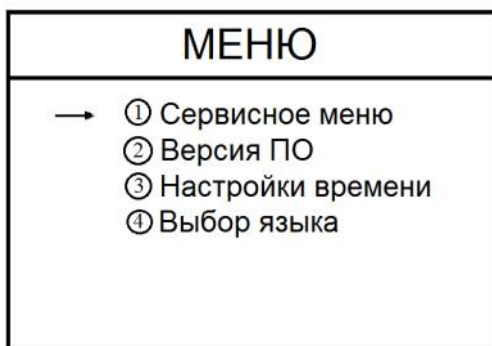 МЕНЮ
→ ① Сервисное меню
② Версия ПО
③ Настройки времени
④ Выбор языка